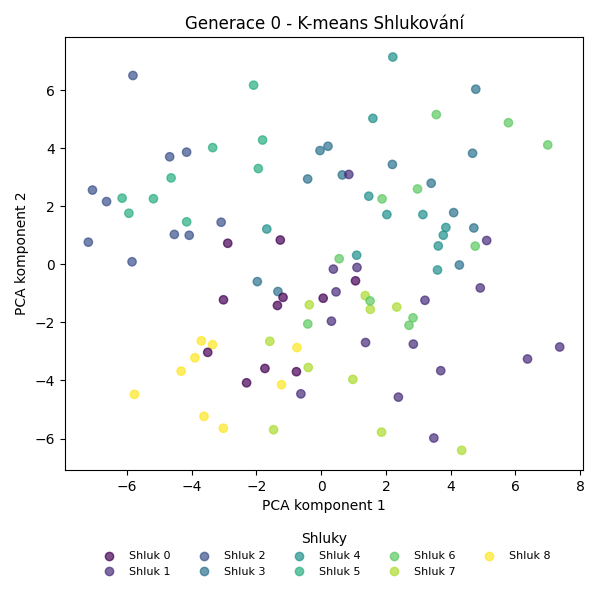 Generace 0 - K-means Shlukování
PCA komponent 2
6
4
2
0
−2
−4
−6
−6 −4 −2 0 2 4 6 8
PCA komponent 1
Shluky
Shluk 0 Shluk 2 Shluk 4 Shluk 6 Shluk 8
Shluk 1 Shluk 3 Shluk 5 Shluk 7